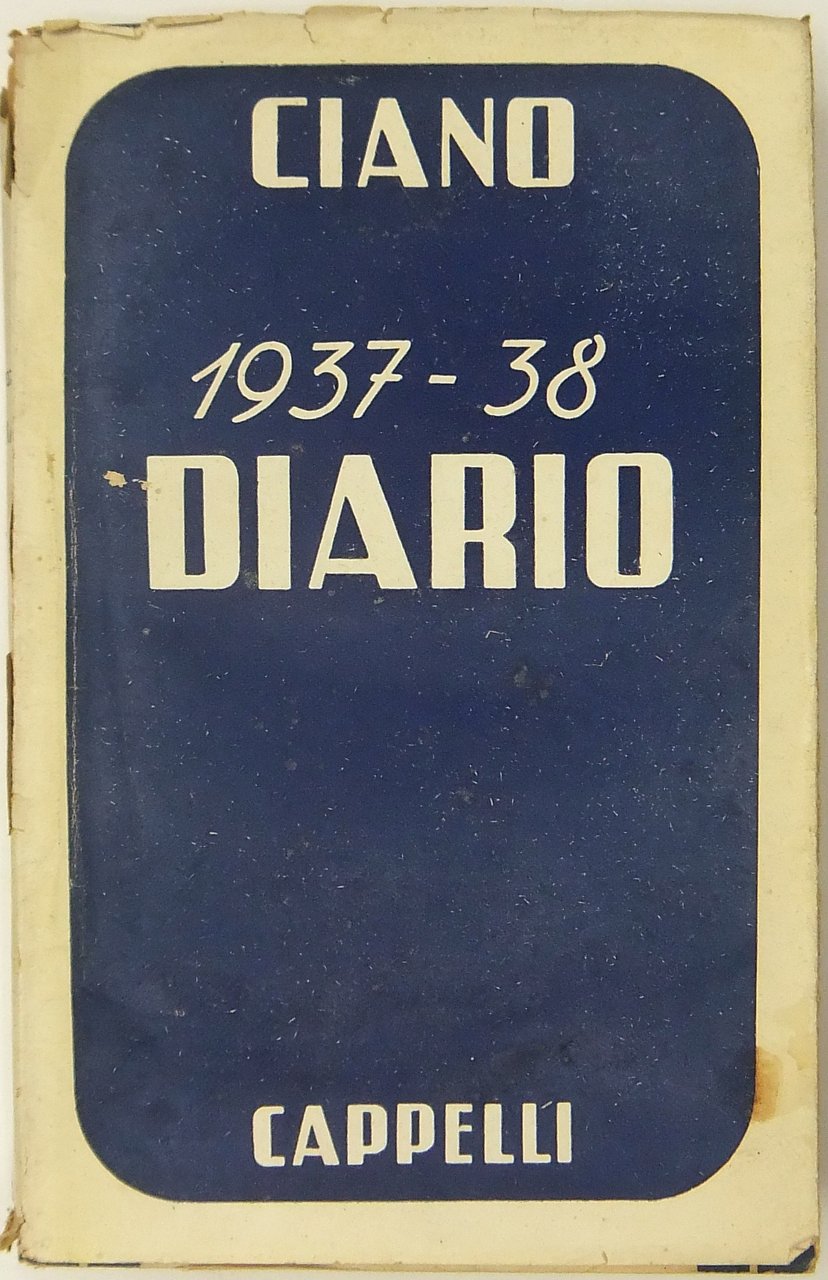 CIANO
1937-38
DIARIO
CAPPELLI